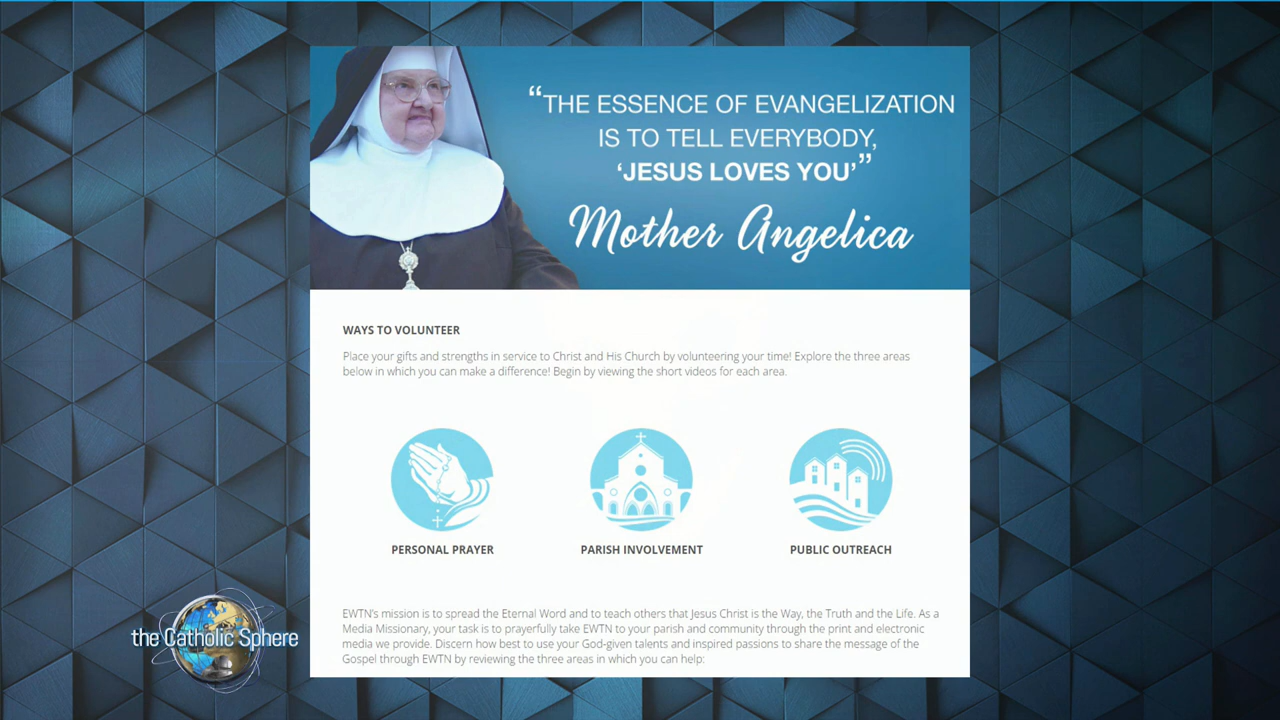 “THE ESSENCE OF EVANGELIZATION
IS TO TELL EVERYBODY,
‘JESUS LOVES YOU’”
Mother Angelica
WAYS TO VOLUNTEER
Place your gifts and strengths in service to Christ and His Church by volunteering your time! Explore the three areas
below in which you can make a difference! Begin by viewing the short videos for each area.
PERSONAL PRAYER
PARISH INVOLVEMENT
PUBLIC OUTREACH
EWTN's mission is to spread the Eternal Word and to teach others that Jesus Christ is the Way, the Truth and the Life. As a
Media Missionary, your task is to prayerfully take EWTN to your parish and community through the print and electronic
media we provide. Discern how best to use your God-given talents and inspired passions to share the message of the
Gospel through EWTN by reviewing the three areas in which you can help:
the Catholic Sphere